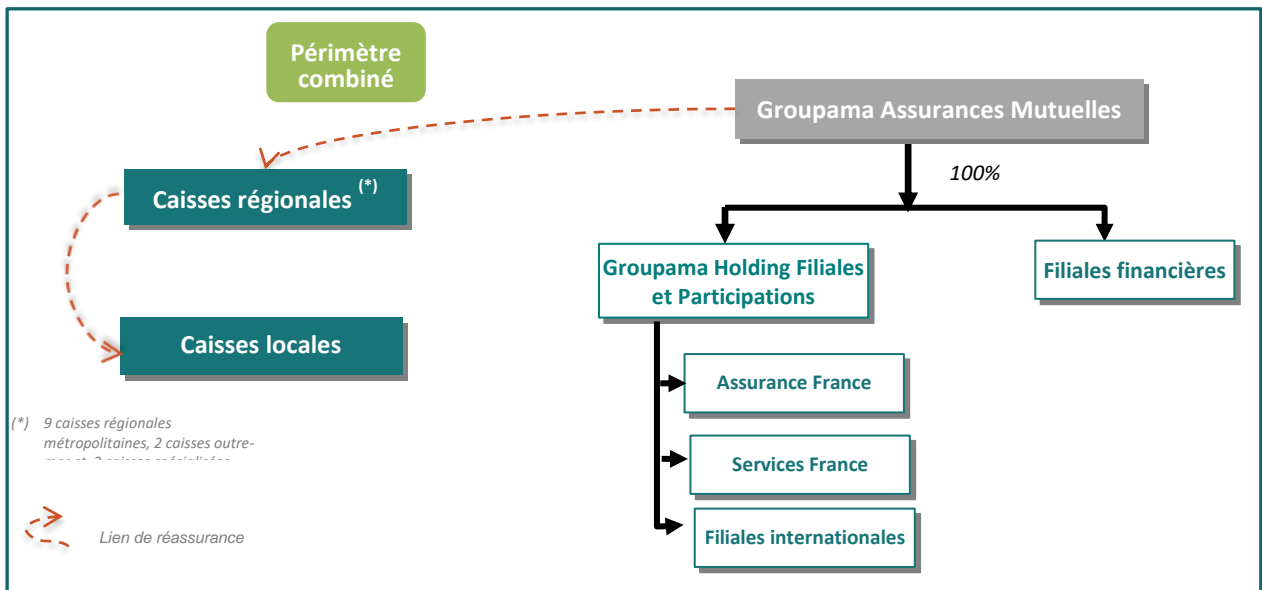 Périmètre
combiné
Groupama Assurances Mutuelles
100%
Caisses régionales (*)
Groupama Holding Filiales
et Participations
Filiales financières
Caisses locales
Assurance France
(*) 9 caisses régionales
métropolitaines, 2 caisses outre-
Services France
Lien de réassurance
Filiales internationales